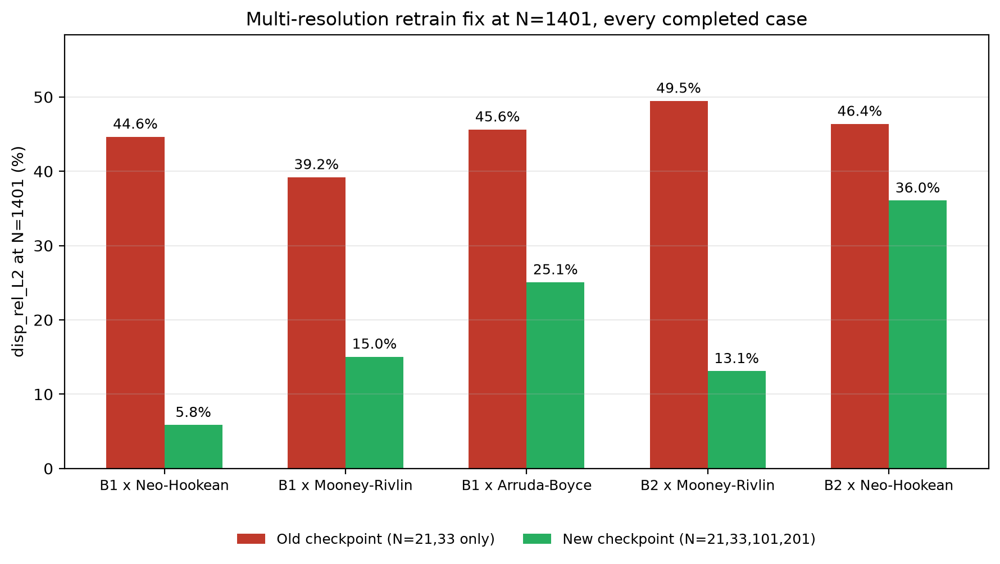 Multi-resolution retrain fix at N=1401, every completed case
disp_rel_L2 at N=1401 (%)
50
40
30
20
10
0
44.6%
5.8%
39.2%
15.0%
45.6%
25.1%
49.5%
13.1%
46.4%
36.0%
B1 x Neo-Hookean
B1 x Mooney-Rivlin
B1 x Arruda-Boyce
B2 x Mooney-Rivlin
B2 x Neo-Hookean
Old checkpoint (N=21,33 only)
New checkpoint (N=21,33,101,201)